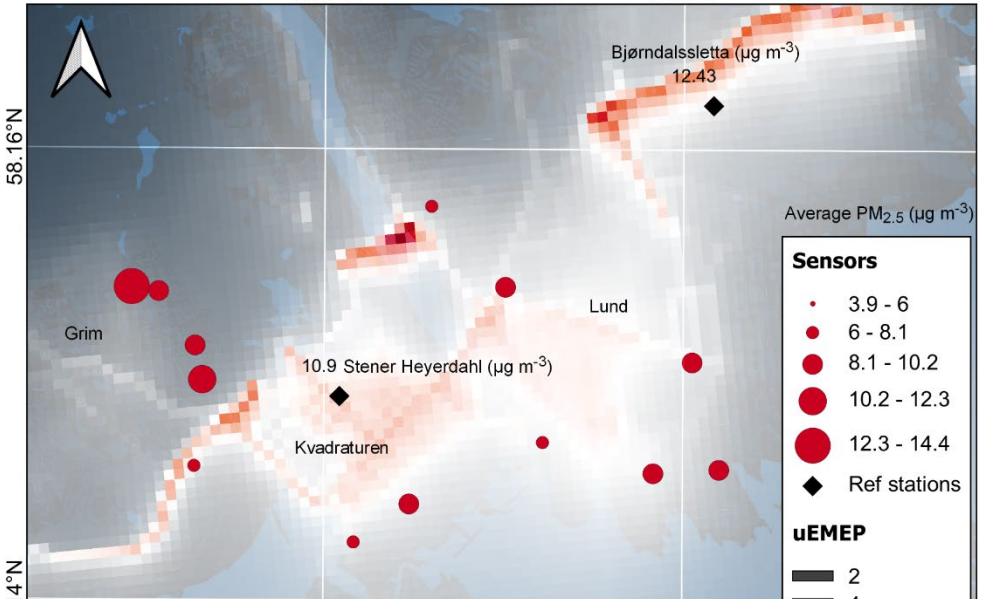 Bjørndalssletta (µg m-3)
12.43
58.16°N
Average PM2.5 (µg m-3)
Sensors
3.9 - 6
6 - 8.1
8.1 - 10.2
10.2 - 12.3
12.3 - 14.4
Ref stations
uEMEP
2
Lund
Grim
10.9 Stener Heyerdahl (µg m-3)
Kvadraturen
4°N